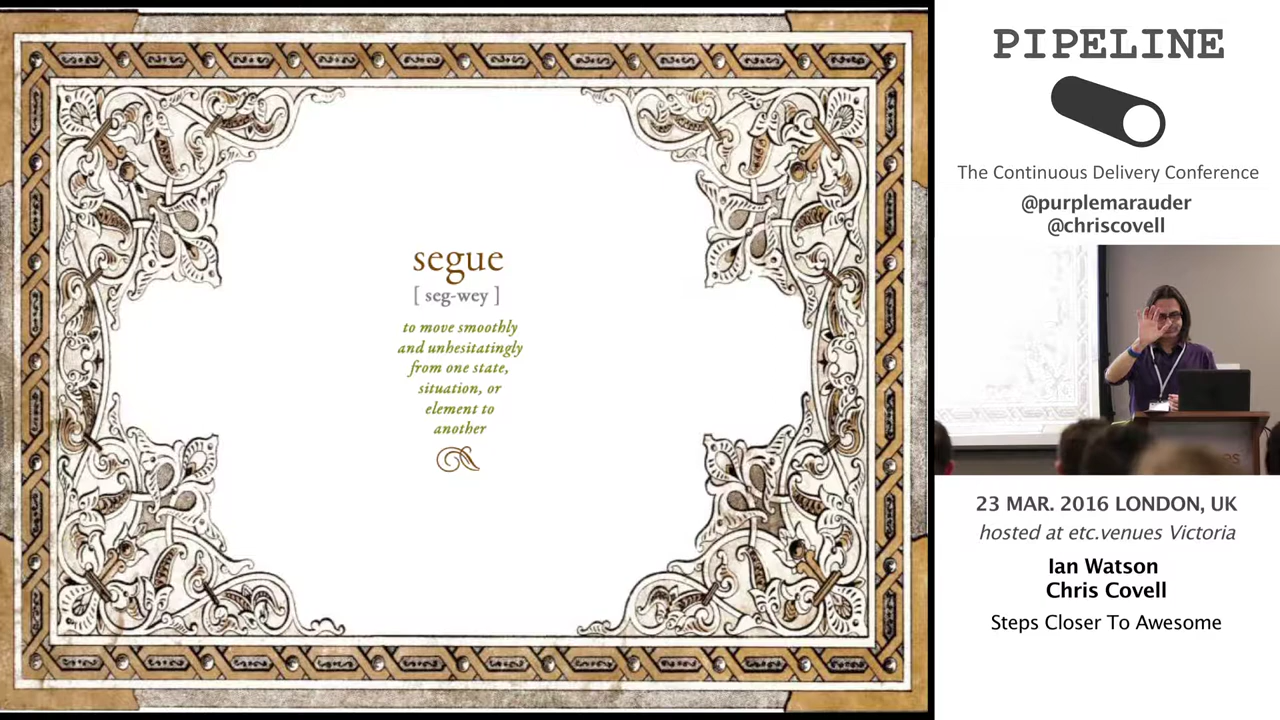 segue
[ seg-wey ]
to move smoothly
and unhesitatingly
from one state,
situation, or
element to
another
PIPELINE
The Continuous Delivery Conference
@purplemarauder
@chriscovell
23 MAR. 2016 LONDON, UK
hosted at etc.venues Victoria
Ian Watson
Chris Covell
Steps Closer To Awesome